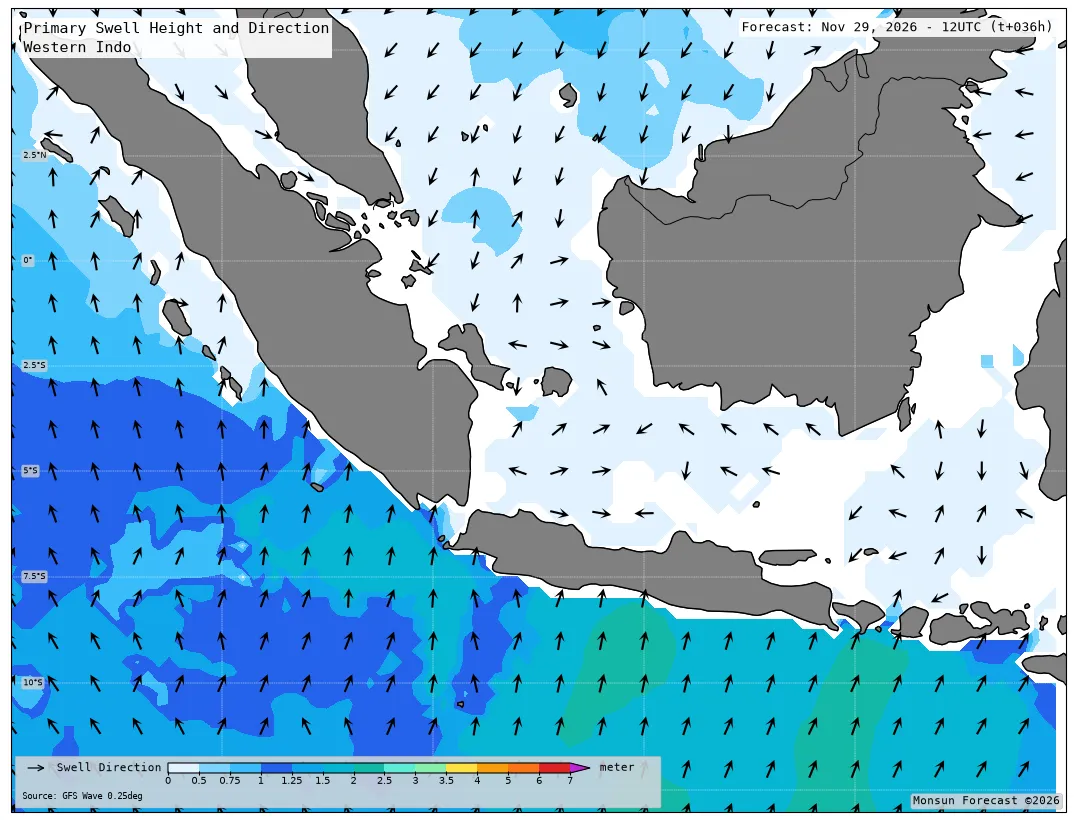 Primary Swell Height and Direction
Western Indo
Forecast: Nov 29, 2026 - 12UTC (t+036h)
2.5°N
0°
2.5°S
5°S
7.5°S
10°S
Swell Direction
0 0.5 0.75 1 1.25 1.5 2 2.5 3 3.5 4 5 6 7
meter
Source: GFS Wave 0.25deg
Monsun Forecast ©2026